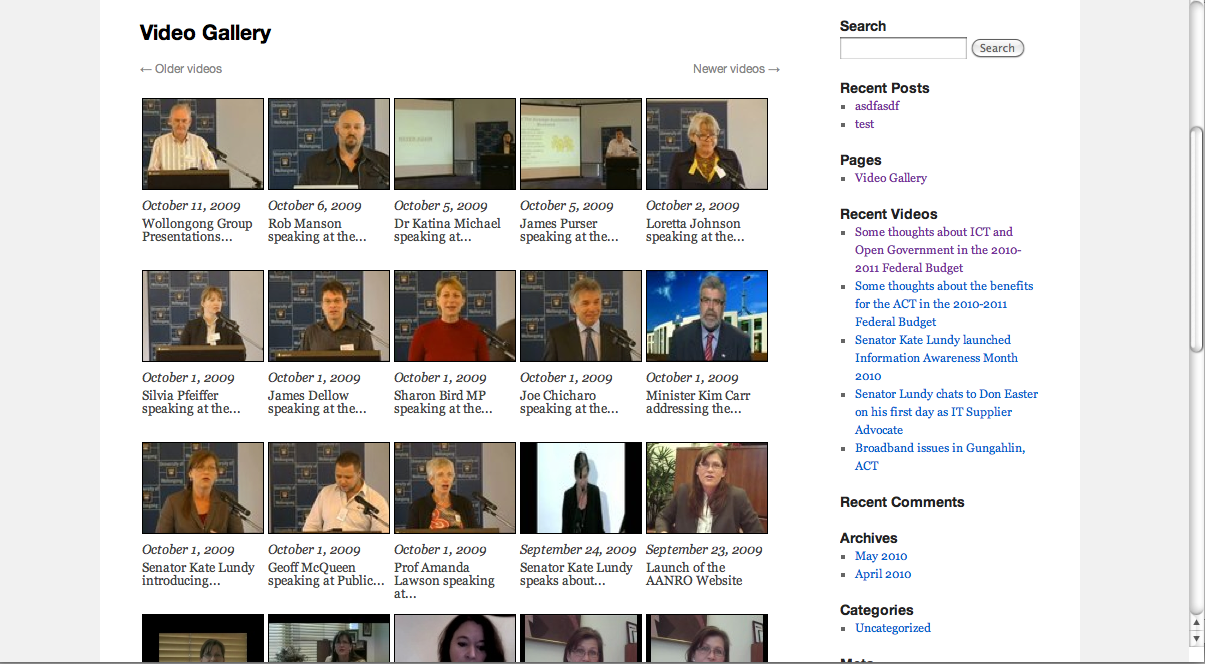 Video Gallery
← Older videos
Newer videos →
October 11, 2009
Wollongong Group
Presentations...
October 6, 2009
Rob Manson
speaking at the...
October 5, 2009
Dr Katina Michael
speaking at...
October 5, 2009
James Purser
speaking at the...
October 2, 2009
Loretta Johnson
speaking at the...
October 1, 2009
Silvia Pfeiffer
speaking at the...
October 1, 2009
James Dellow
speaking at the...
October 1, 2009
Sharon Bird MP
speaking at the...
October 1, 2009
Joe Chicharo
speaking at the...
October 1, 2009
Minister Kim Carr
addressing the...
October 1, 2009
Senator Kate Lundy
introducing...
October 1, 2009
Geoff McQueen
speaking at Public...
October 1, 2009
Prof Amanda
Lawson speaking
at...
September 24, 2009
Senator Kate Lundy
speaks about...
September 23, 2009
Launch of the
AANRO Website
Search
Search
Recent Posts
asdfasdf
test
Pages
Video Gallery
Recent Videos
Some thoughts about ICT and
Open Government in the 2010-
2011 Federal Budget
Some thoughts about the benefits
for the ACT in the 2010-2011
Federal Budget
Senator Kate Lundy launched
Information Awareness Month
2010
Senator Lundy chats to Don Easter
on his first day as IT Supplier
Advocate
Broadband issues in Gungahlin,
ACT
Recent Comments
Archives
May 2010
April 2010
Categories
Uncategorized
Meta